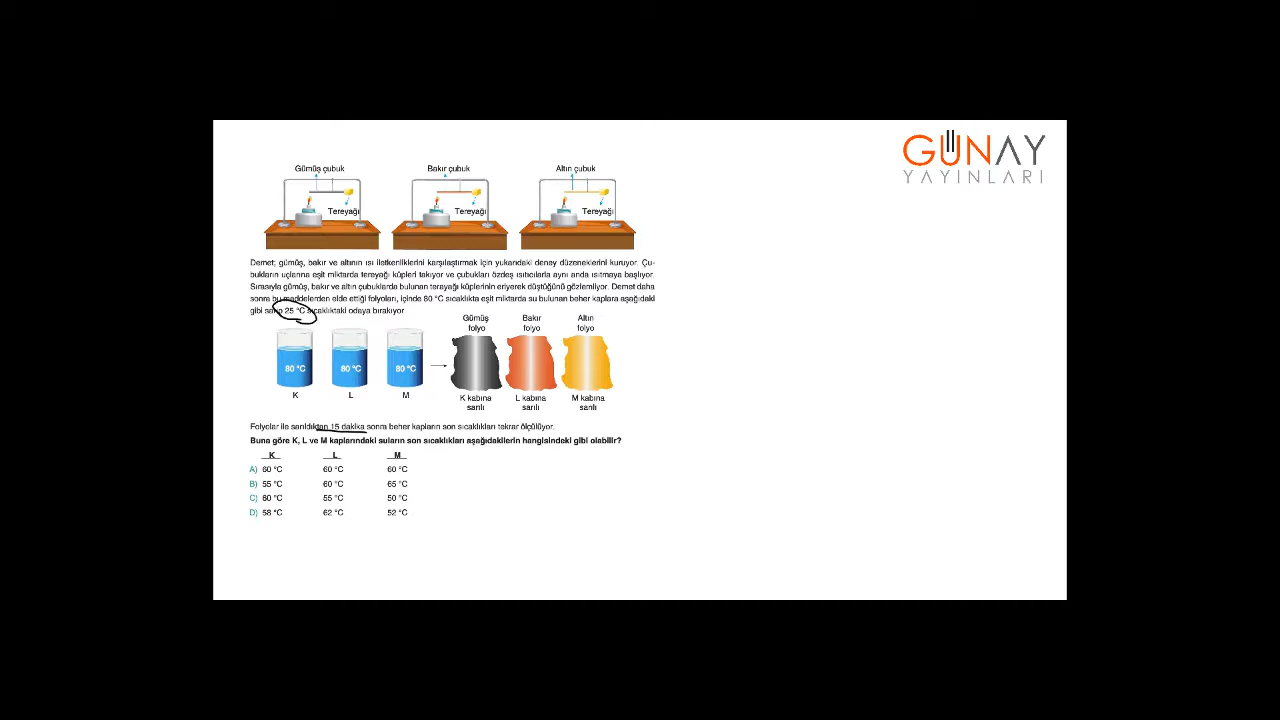 GÜNAY
YAYINLARI
Gümüş çubuk
Bakır çubuk
Altın çubuk
Tereyağı
Tereyağı
Tereyağı
Demet; gümüş, bakır ve altının ısı iletkenliklerini karşılaştırmak için yukarıdaki deney düzeneklerini kuruyor. Çu-
bukların uçlarına eşit miktarda tereyağı küpleri takıyor ve çubukları özdeş ısıtıcılarla aynı anda ısıtmaya başlıyor.
Sırasıyla gümüş, bakır ve altın çubuklarda bulunan terayağı küplerinin eriyerek düştüğünü gözlemliyor. Demet daha
sonra bu maddelerden elde ettiği folyoları, içinde 80 °C sıcaklıkta eşit miktarda su bulunan beher kaplara aşağıdaki
gibi sarıp 25 °C sıcaklıktaki odaya bırakıyor
Gümüş folyo
Bakır folyo
Altın folyo
80 °C
80 °C
80 °C
K
L
M
K kabına sarılı
L kabına sarılı
M kabına sarılı
Folyolar ile sarıldıktan 15 dakika sonra beher kapların son sıcaklıkları tekrar ölçülüyor.
Buna göre K, L ve M kaplarındaki suların son sıcaklıkları aşağıdakilerin hangisindeki gibi olabilir?
K L M
A) 60 °C 60 °C 60 °C
B) 55 °C 60 °C 65 °C
C) 60 °C 55 °C 50 °C
D) 58 °C 62 °C 52 °C